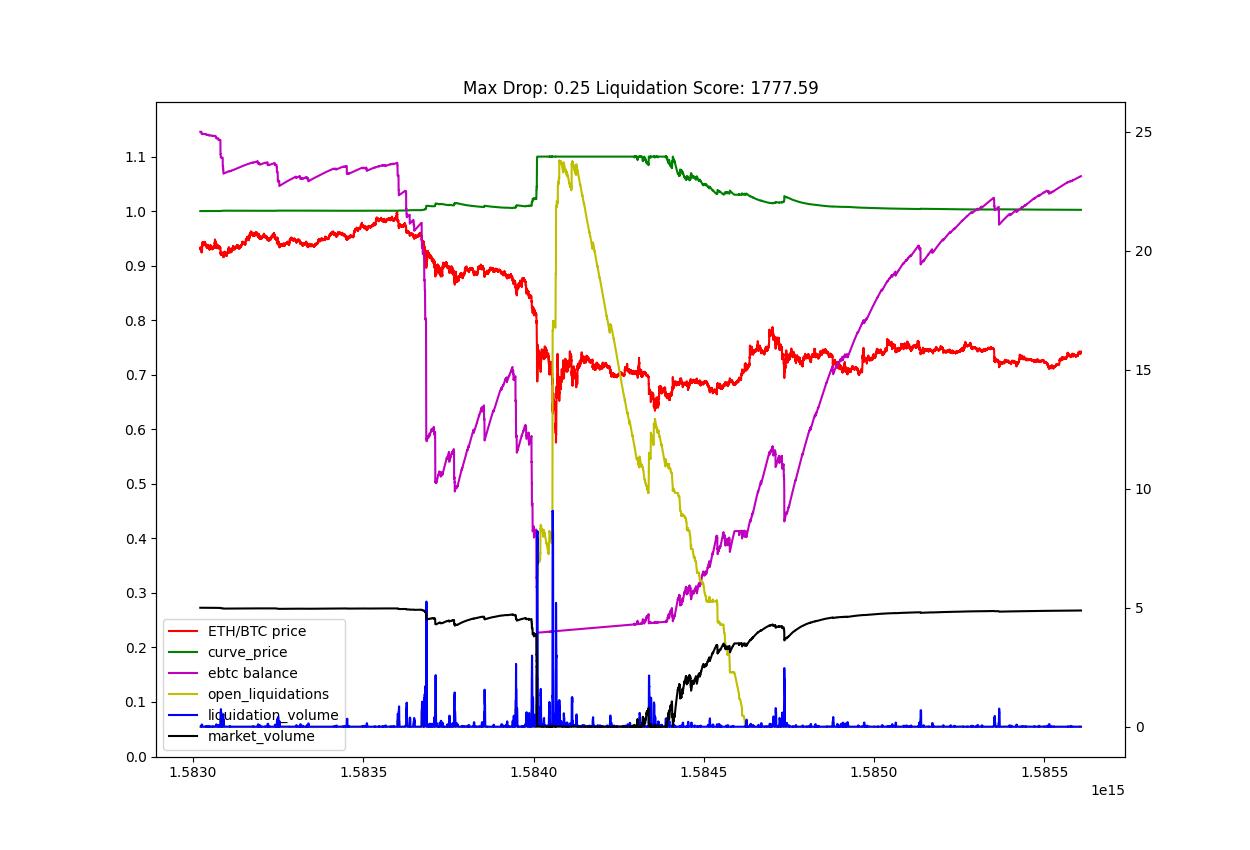 Max Drop: 0.25 Liquidation Score: 1777.59
1.1
1.0
0.9
0.8
0.7
0.6
0.5
0.4
0.3
0.2
0.1
0.0
25
20
15
10
5
0
ETH/BTC price
curve_price
ebtc balance
open_liquidations
liquidation_volume
market_volume
1.5830 1.5835 1.5840 1.5845 1.5850 1.5855
1e15